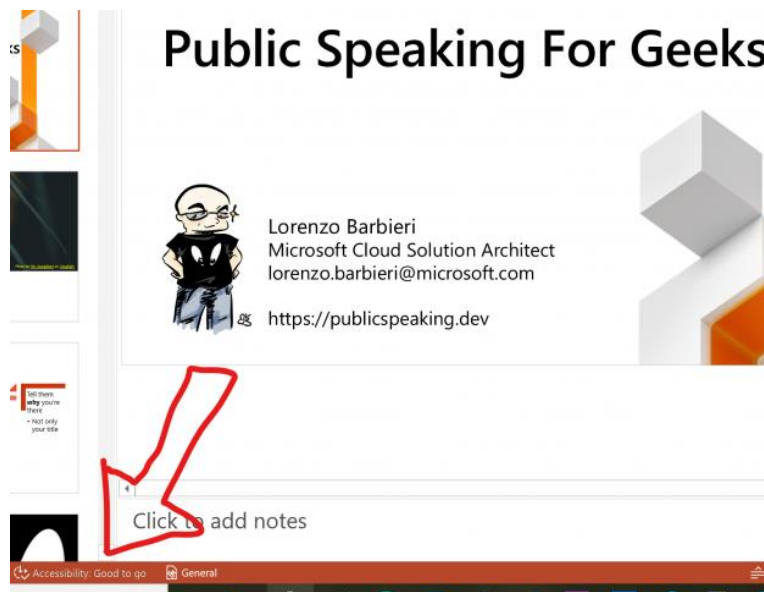 Public Speaking For Geeks
Lorenzo Barbieri
Microsoft Cloud Solution Architect
lorenzo.barbieri@microsoft.com
https://publicspeaking.dev
Tell them
why you're
there
• Not only
your title
Click to add notes
Accessibility: Good to go
General